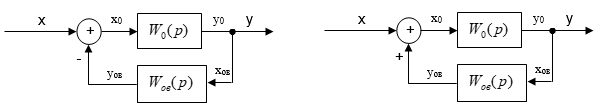 x + x₀ W₀(p) y₀ y
- y_ов W_ов(p) x_ов
x + x₀ W₀(p) y₀ y
+ y_ов W_ов(p) x_ов